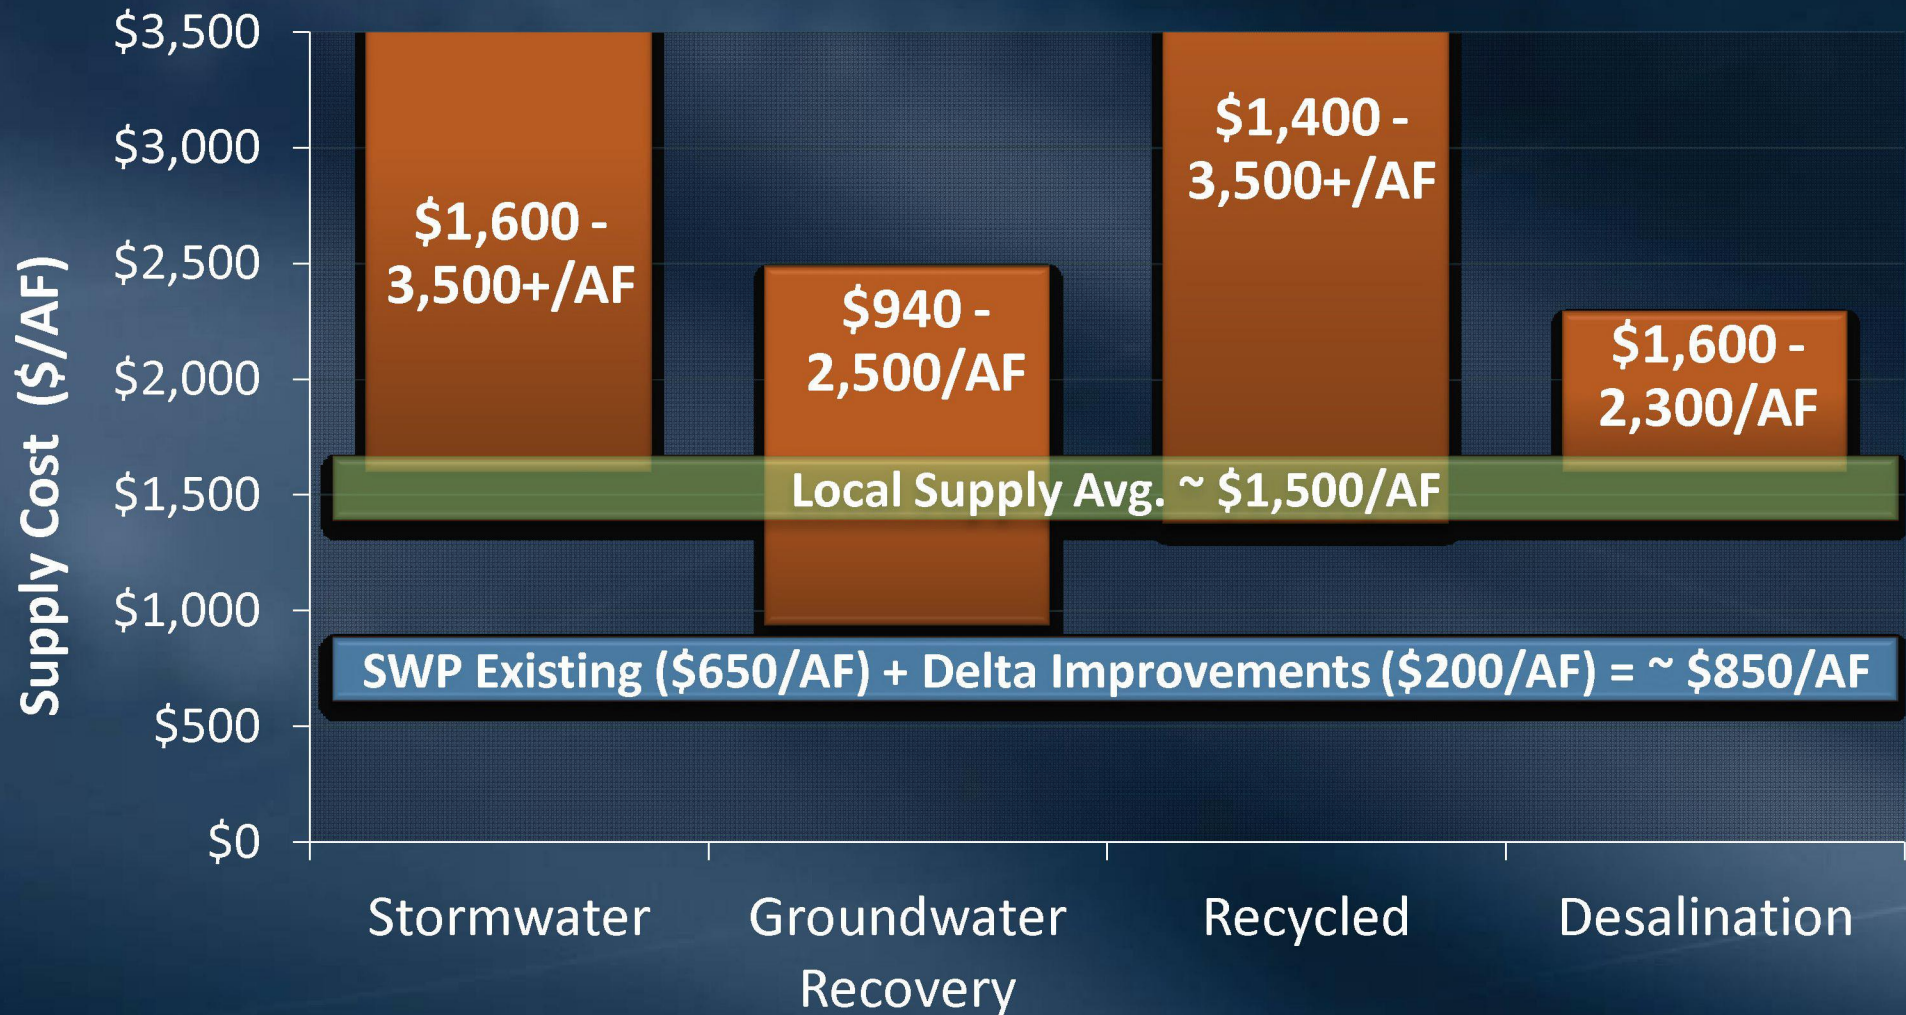 $3,500
$3,000
$2,500
$2,000
$1,500
$1,000
$500
$0
Supply Cost ($/AF)
$1,600 -
3,500+/AF
$940 -
2,500/AF
$1,400 -
3,500+/AF
$1,600 -
2,300/AF
Local Supply Avg. ~ $1,500/AF
SWP Existing ($650/AF) + Delta Improvements ($200/AF) = ~ $850/AF
Stormwater
Groundwater
Recovery
Recycled
Desalination